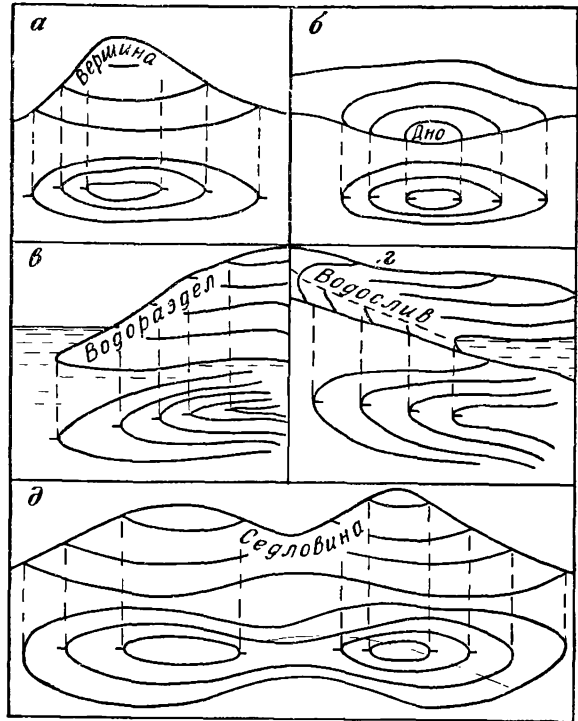 а
Вершина
б
Дно
в
Водораздел
г
Водослив
д
Седловина